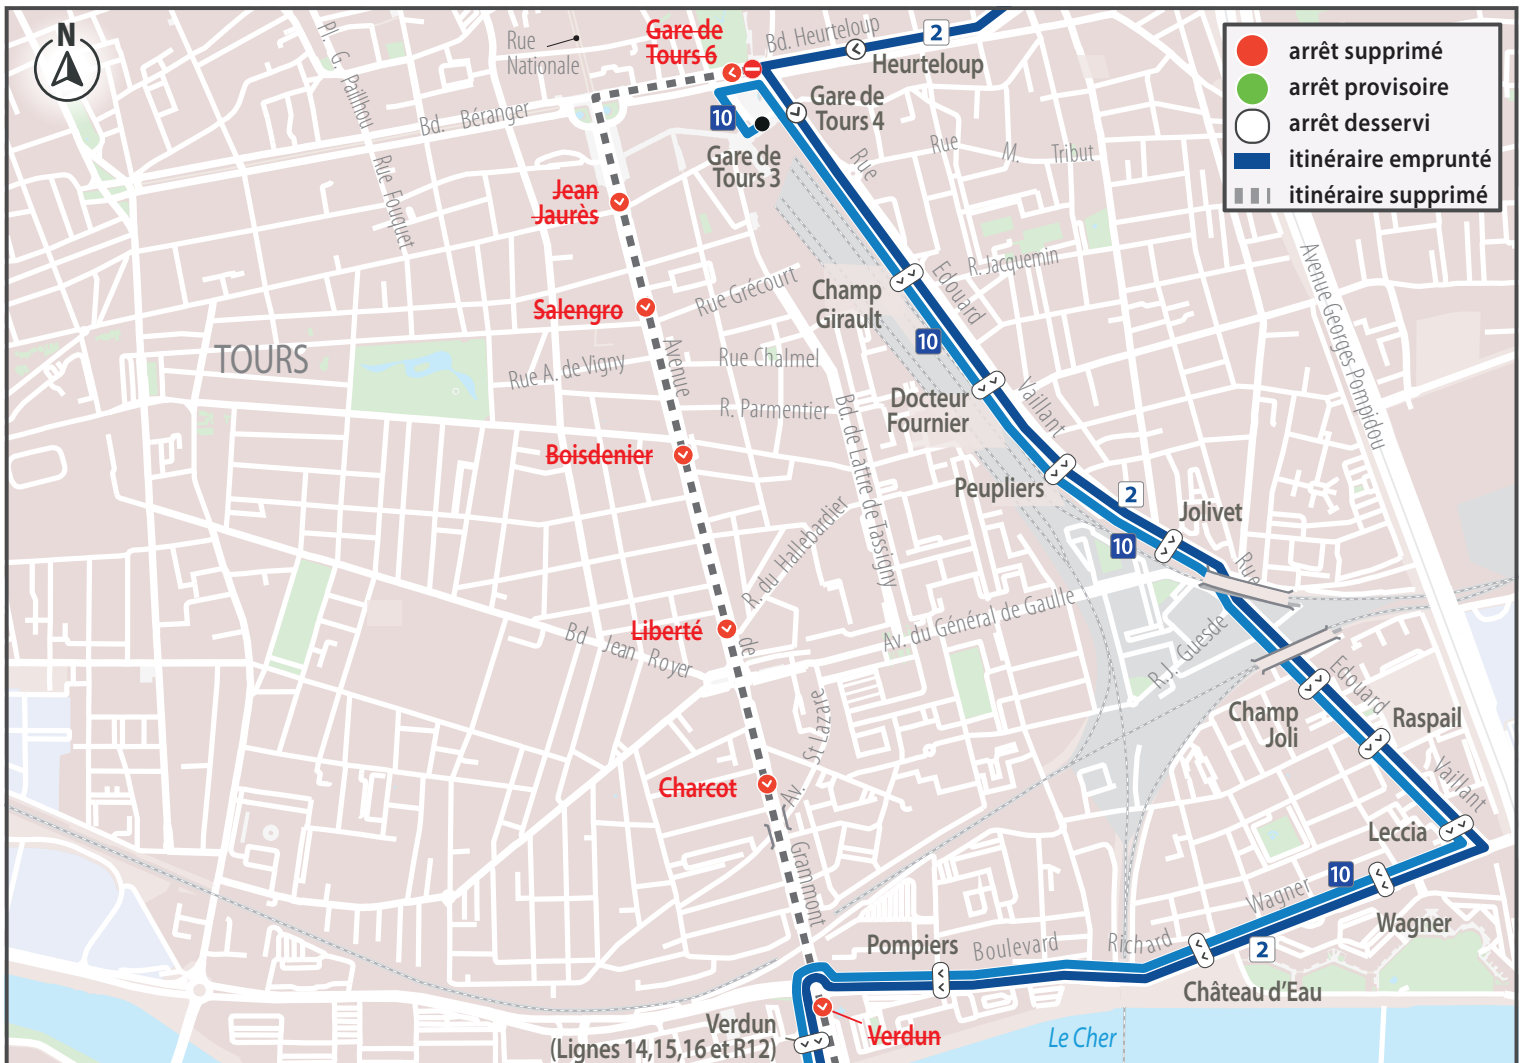 N
Pl. G. Pailhou
Rue
Nationale
Gare de
Tours 6
Bd. Heurteloup
2
Heurteloup
arrêt supprimé
arrêt provisoire
arrêt desservi
itinéraire emprunté
itinéraire supprimé
Bd. Béranger
10
Gare de
Tours 4
Gare de
Tours 3
Rue
Rue M. Tribut
Rue Fouquet
Jean
Jaurès
R. Jacquemin
Edouard
Avenue Georges Pompidou
Champ
Girault
Rue Grécourt
Salengro
10
TOURS
Rue A. de Vigny
Avenue
Rue Chalmel
R. Parmentier
Bd. de Lattre de Tassigny
Docteur
Fournier
Vaillant
Boisdenier
Peupliers
2
Jolivet
10
R. du Hallebardier
Rue
Liberté
de
Bd Jean Royer
Av. du Général de Gaulle
R.J. Guesde
Edouard
Champ
Joli
Raspail
Charcot
Av. St Lazare
Vaillant
Leccia
Grammont
10
Wagner
Wagner
Pompiers
Boulevard Richard
2
Château d'Eau
Verdun
(Lignes 14,15,16 et R12)
Verdun
Le Cher